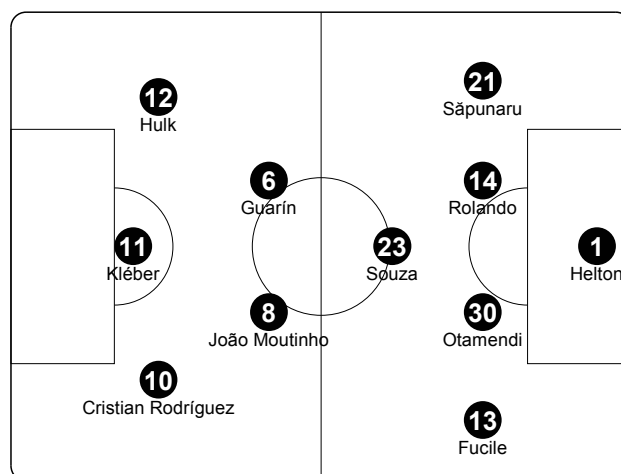 12
Hulk
21
Săpunaru
6
Guarín
14
Rolando
11
Kléber
23
Souza
1
Helton
8
João Moutinho
30
Otamendi
10
Cristian Rodríguez
13
Fucile